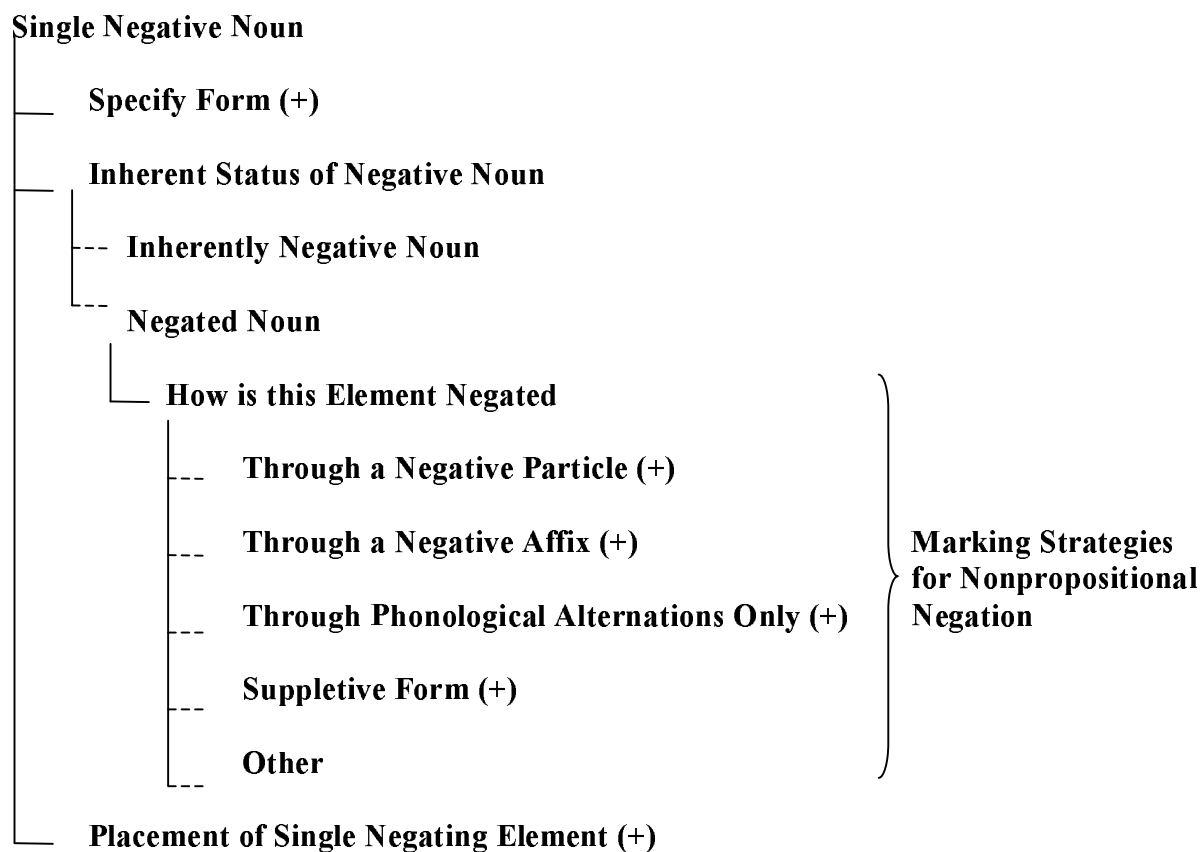 Single Negative Noun
Specify Form (+)
Inherent Status of Negative Noun
Inherently Negative Noun
Negated Noun
How is this Element Negated
Through a Negative Particle (+)
Through a Negative Affix (+)
Through Phonological Alternations Only (+)
Suppletive Form (+)
Other
Marking Strategies
for Nonpropositional
Negation
Placement of Single Negating Element (+)